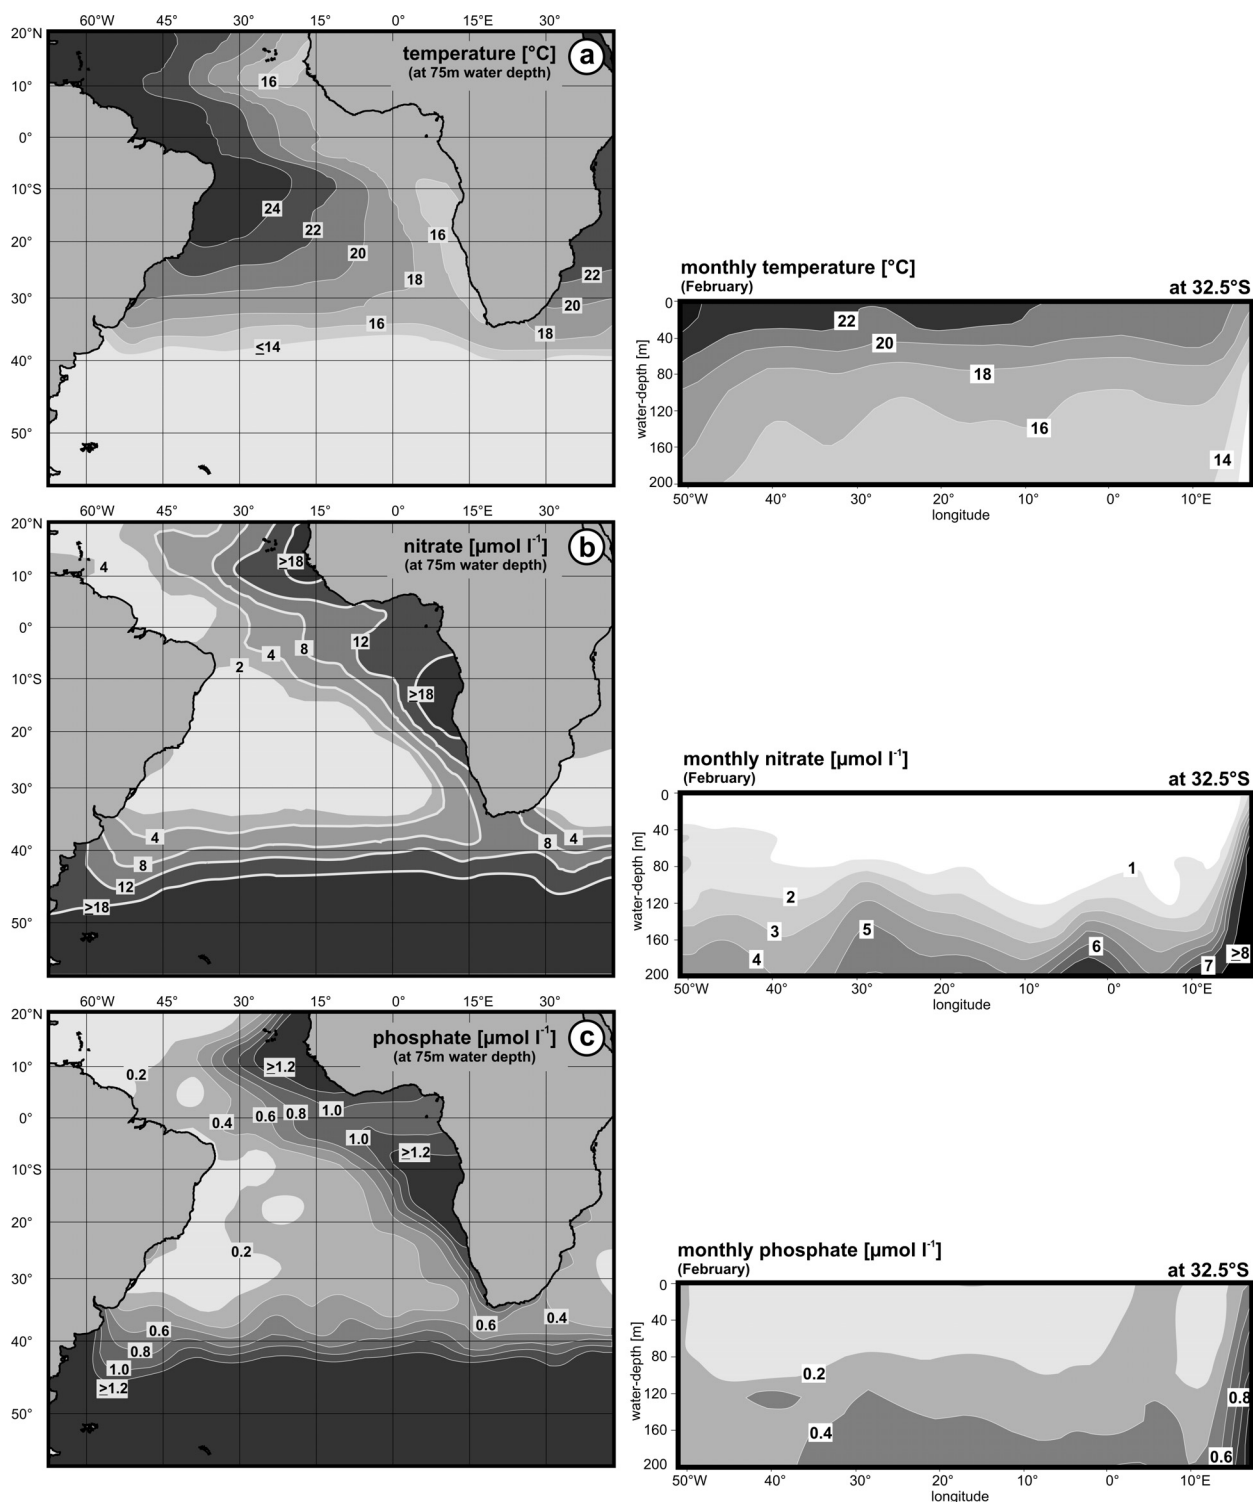 60°W 45° 30° 15° 0° 15°E 30°
20°N
temperature [°C]
(at 75m water depth)
a
16
10°
0°
10°S
24
22
16
20°
20
18
22
30°
20
16
18
≤14
40°
50°
monthly temperature [°C]
(February)
at 32.5°S
0
22
40
20
80
18
water-depth [m]
120
16
160
14
200
50°W 40° 30° 20° 10° 0° 10°E
longitude
60°W 45° 30° 15° 0° 15°E 30°
20°N
nitrate [µmol l-1]
(at 75m water depth)
b
4
≥18
10°
0°
12
8
4
2
10°S
≥18
20°
30°
4
8
4
40°
8
12
≥18
50°
monthly nitrate [µmol l-1]
(February)
at 32.5°S
0
40
80
1
water-depth [m]
2
120
3
5
160
6
4
7
≥8
200
50°W 40° 30° 20° 10° 0° 10°E
longitude
60°W 45° 30° 15° 0° 15°E 30°
20°N
phosphate [µmol l-1]
(at 75m water depth)
c
0.2
≥1.2
10°
0.4
0.6
0.8
1.0
0°
1.0
≥1.2
10°S
20°
0.2
30°
0.6
0.6
0.4
40°
0.8
1.0
≥1.2
50°
monthly phosphate [µmol l-1]
(February)
at 32.5°S
0
40
80
0.2
water-depth [m]
120
0.8
0.4
160
0.6
200
50°W 40° 30° 20° 10° 0° 10°E
longitude